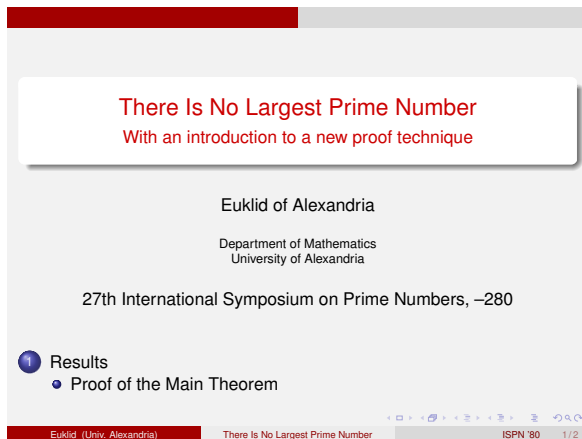 There Is No Largest Prime Number
With an introduction to a new proof technique
Euklid of Alexandria
Department of Mathematics
University of Alexandria
27th International Symposium on Prime Numbers, –280
1 Results
Proof of the Main Theorem
Euklid (Univ. Alexandria) There Is No Largest Prime Number ISPN ’80 1 / 2